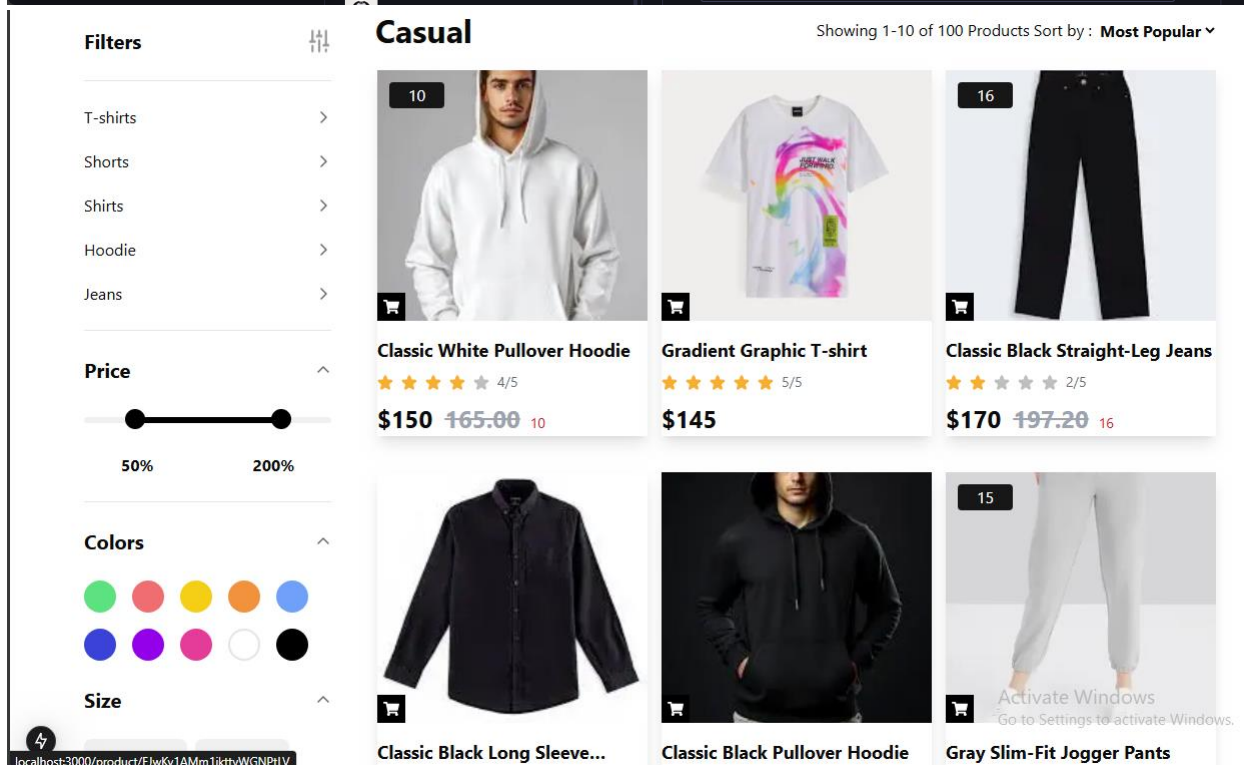 Filters
T-shirts
Shorts
Shirts
Hoodie
Jeans
Price
50% 200%
Colors
Size
Casual
Showing 1-10 of 100 Products Sort by : Most Popular
10
JUST WALK
16
Classic White Pullover Hoodie
4/5
$150 165.00 10
Gradient Graphic T-shirt
5/5
$145
Classic Black Straight-Leg Jeans
2/5
$170 197.20 16
15
Classic Black Long Sleeve...
Classic Black Pullover Hoodie
Gray Slim-Fit Jogger Pants
Activate Windows
Go to Settings to activate Windows.